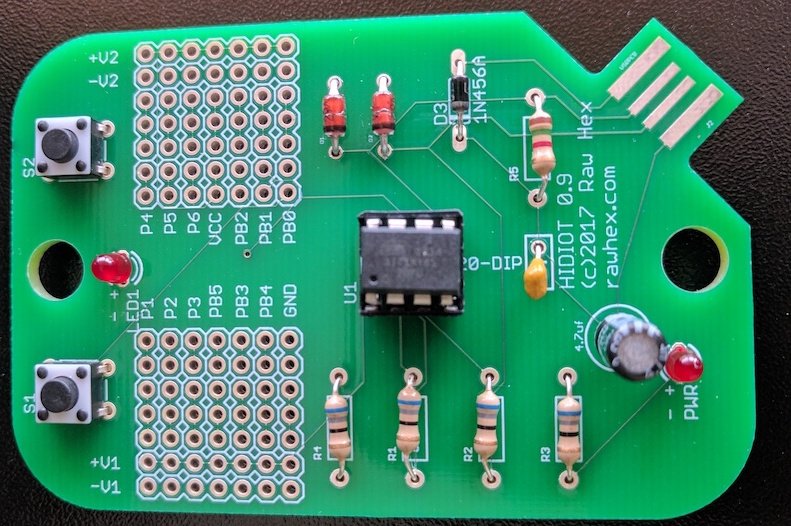 +V2
-V2
S2
P4
P5
P6
VCC
PB2
PB1
PB0
D3
1N456A
R5
HIDIOT 0.9
(c)2017 Raw Hex
rawhex.com
20-DIP
U1
LED1
+
-
P1
P2
P3
PB5
PB3
PB4
GND
S1
+V1
-V1
R4
R1
R2
R3
4.7uf
PWR
-
+